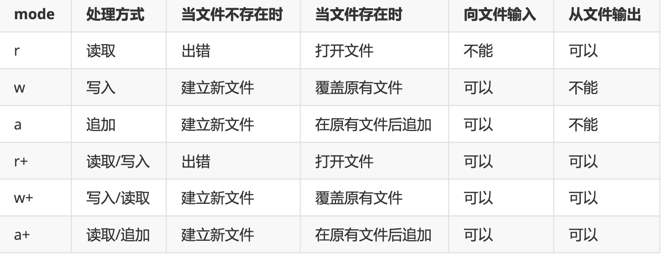 mode 处理方式 当文件不存在时 当文件存在时 向文件输入 从文件输出
r 读取 出错 打开文件 不能 可以
w 写入 建立新文件 覆盖原有文件 可以 不能
a 追加 建立新文件 在原有文件后追加 可以 不能
r+ 读取/写入 出错 打开文件 可以 可以
w+ 写入/读取 建立新文件 覆盖原有文件 可以 可以
a+ 读取/追加 建立新文件 在原有文件后追加 可以 可以